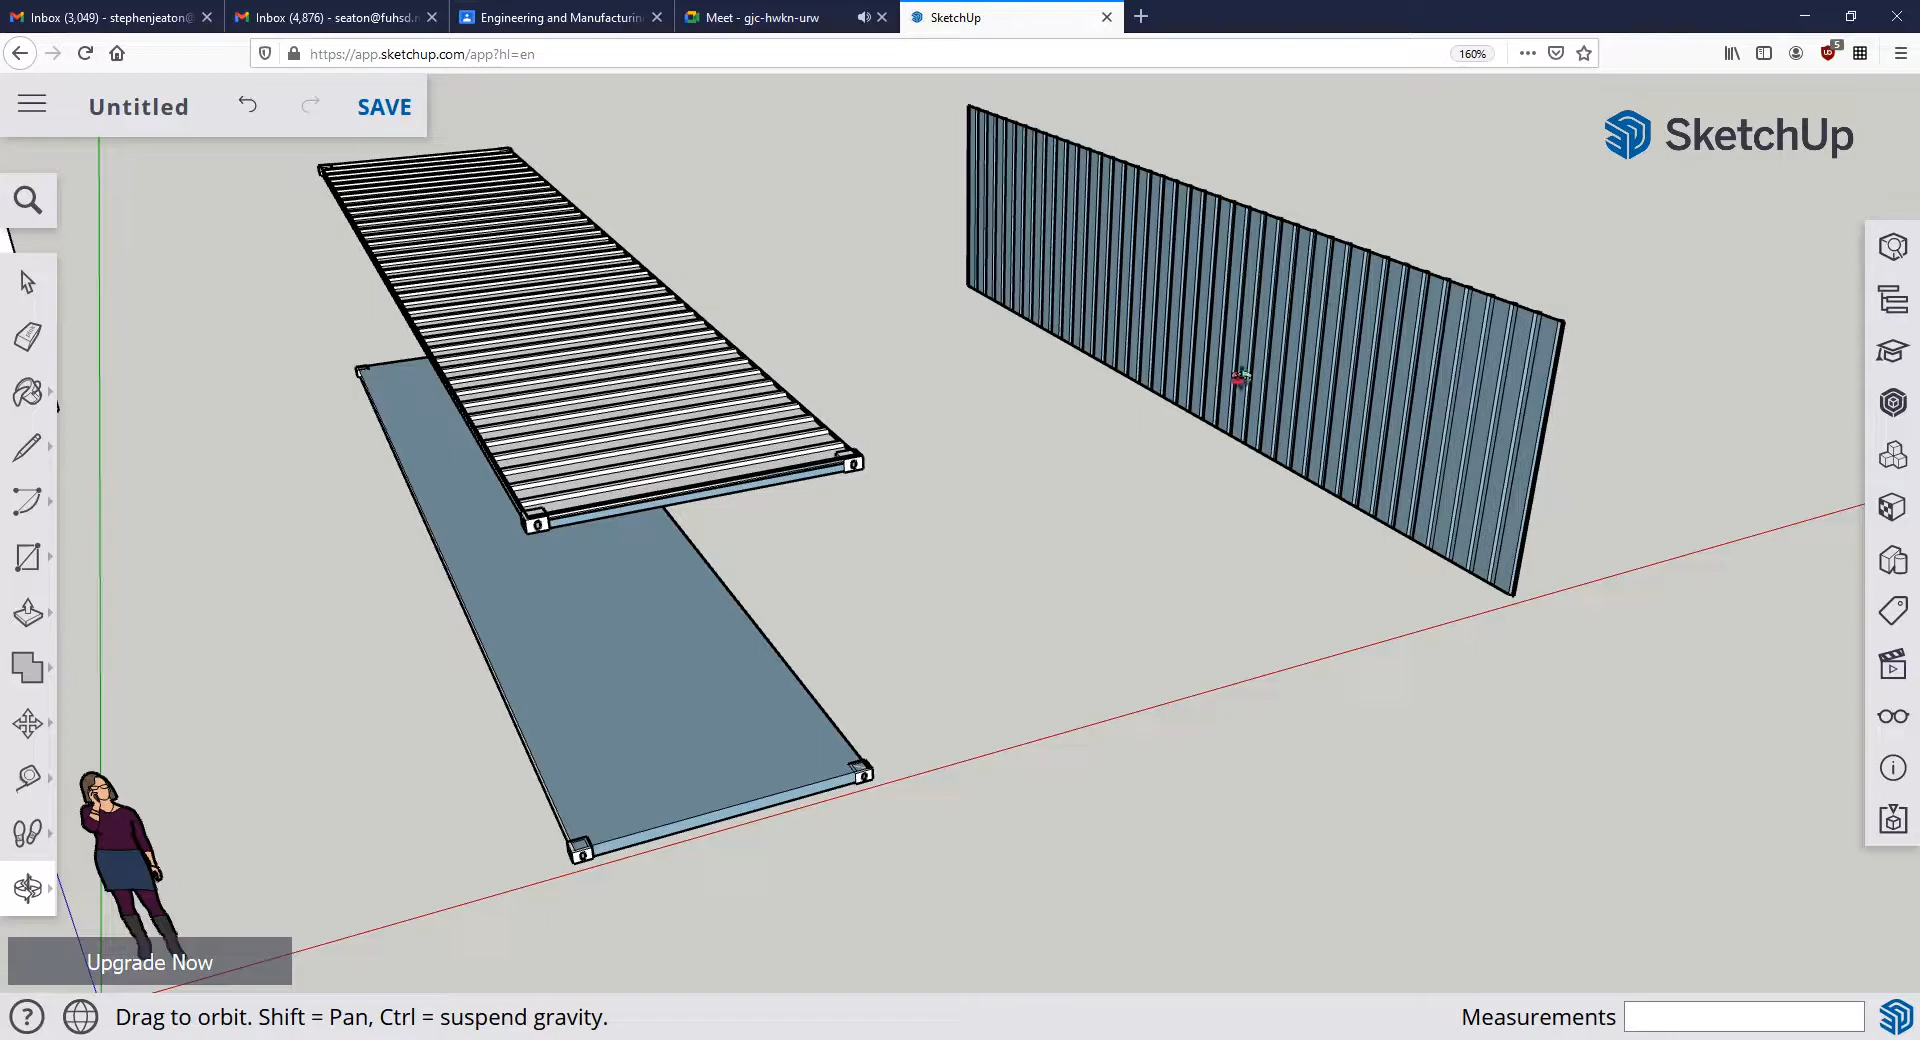 Inbox (3,049) - stephenjeaton@
Inbox (4,876) - seaton@fuhsd.
Engineering and Manufacturin
Meet - gjc-hwkn-urw
SketchUp
https://app.sketchup.com/app?hl=en
160%
5
Untitled
SAVE
SketchUp
Upgrade Now
Drag to orbit. Shift = Pan, Ctrl = suspend gravity.
Measurements